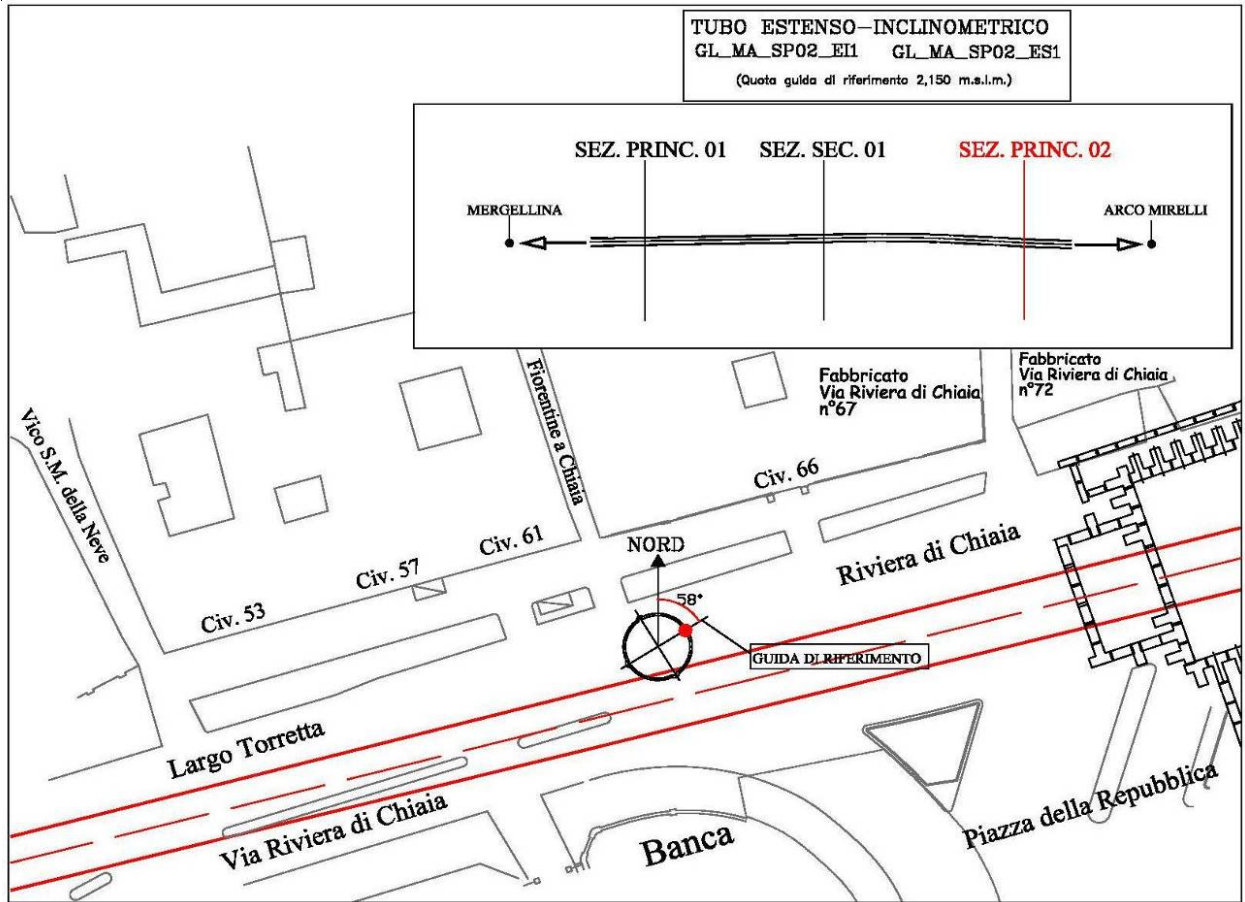 TUBO ESTENSO-INCLINOMETRICO
GL_MA_SP02_EI1 GL_MA_SP02_ES1
(Quota guida di riferimento 2,150 m.s.l.m.)
SEZ. PRINC. 01 SEZ. SEC. 01 SEZ. PRINC. 02
MERGELLINA ARCO MIRELLI
Fabbricato
Via Riviera di Chiaia
n°67
Fabbricato
Via Riviera di Chiaia
n°72
Fiorentine a Chiaia
Vico S.M. della Neve
Civ. 66
Civ. 61
Civ. 57
Civ. 53
NORD
58°
Riviera di Chiaia
GUIDA DI RIFERIMENTO
Largo Torretta
Via Riviera di Chiaia
Banca
Piazza della Repubblica